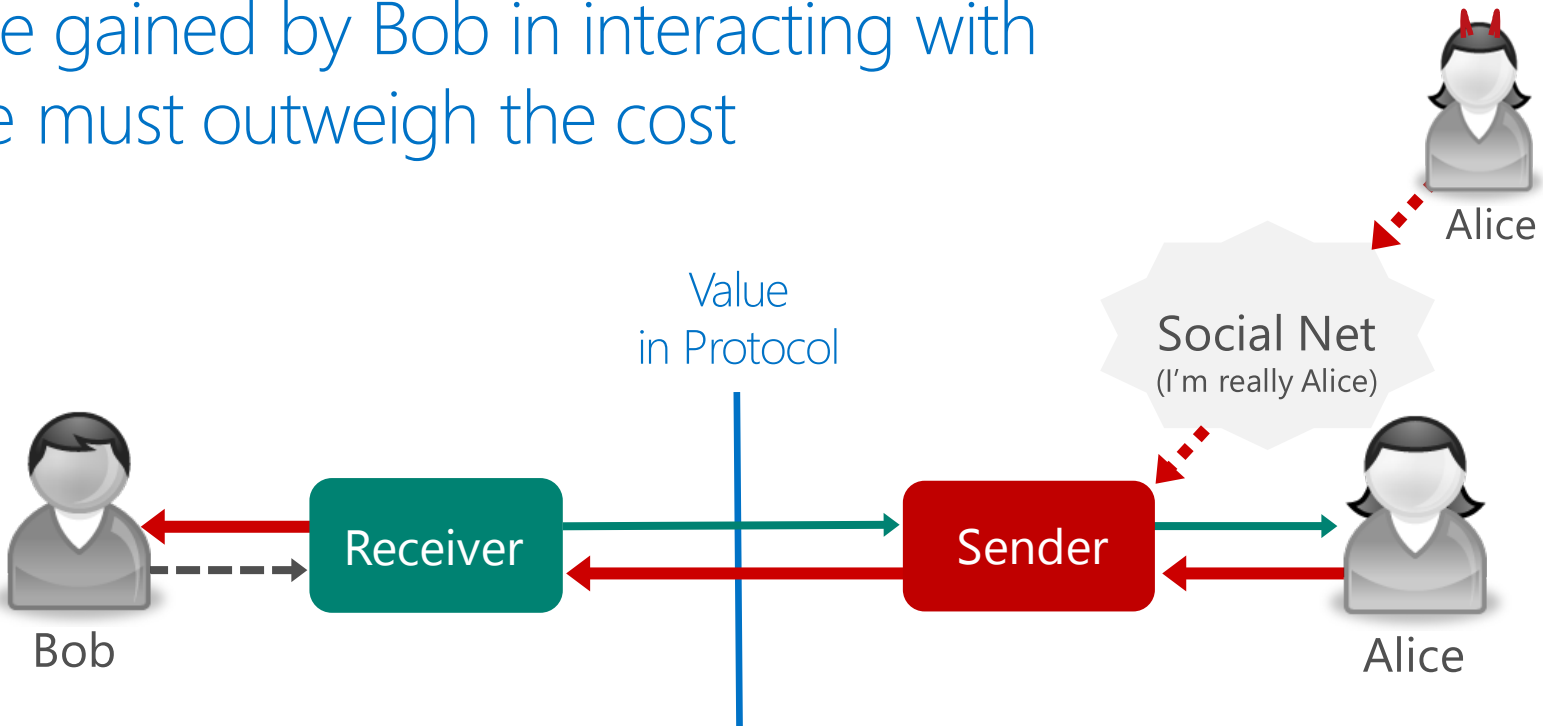 e gained by Bob in interacting with
e must outweigh the cost
Alice
Value
in Protocol
Social Net
(I'm really Alice)
Receiver
Sender
Bob
Alice